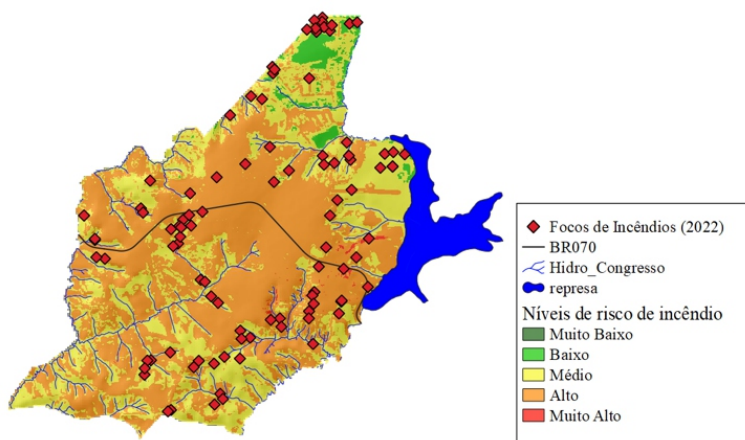 Focos de Incêndios (2022)
BR070
Hidro_Congresso
represa
Níveis de risco de incêndio
Muito Baixo
Baixo
Médio
Alto
Muito Alto